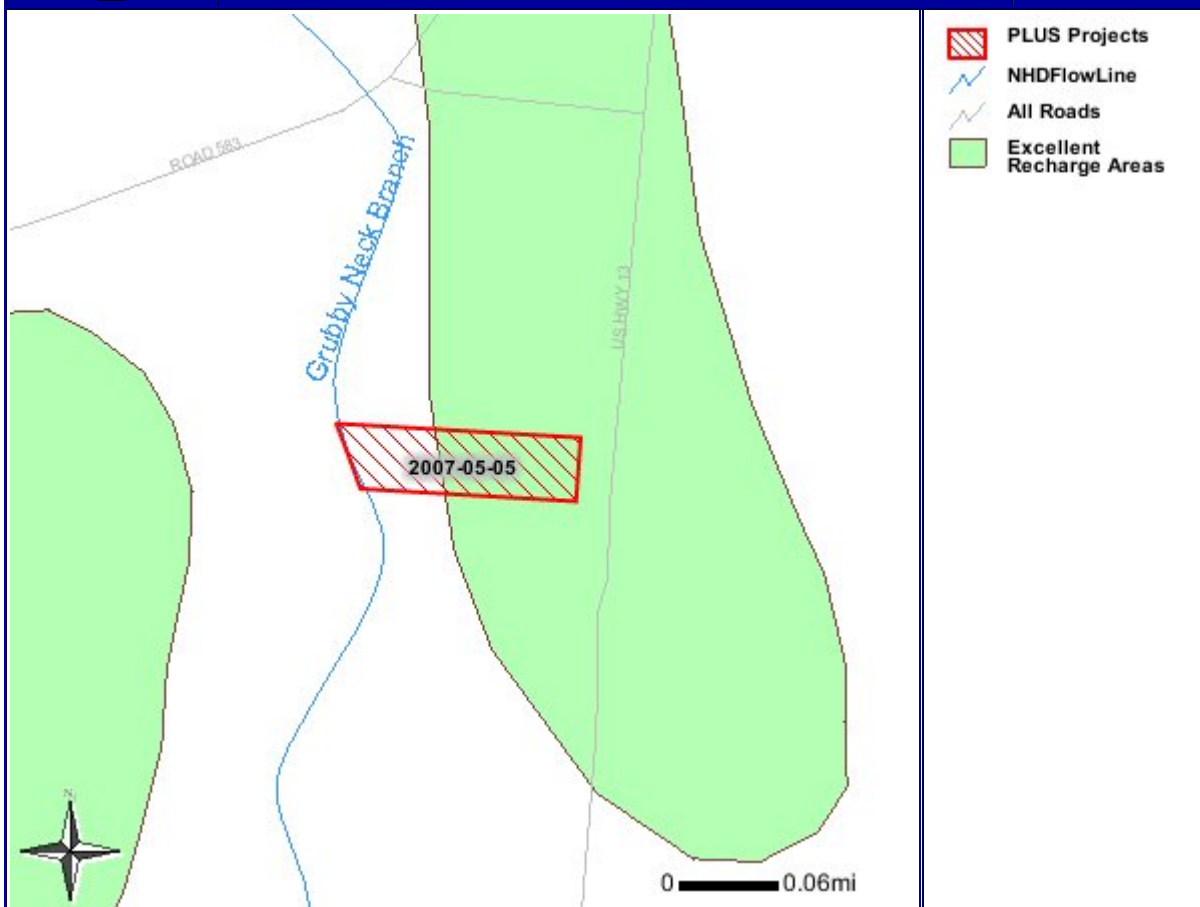 PLUS Projects
NHDFlowLine
All Roads
Excellent
Recharge Areas
ROAD 583
Grubby Neck Branch
US HWY 13
2007-05-05
N
0 0.06mi